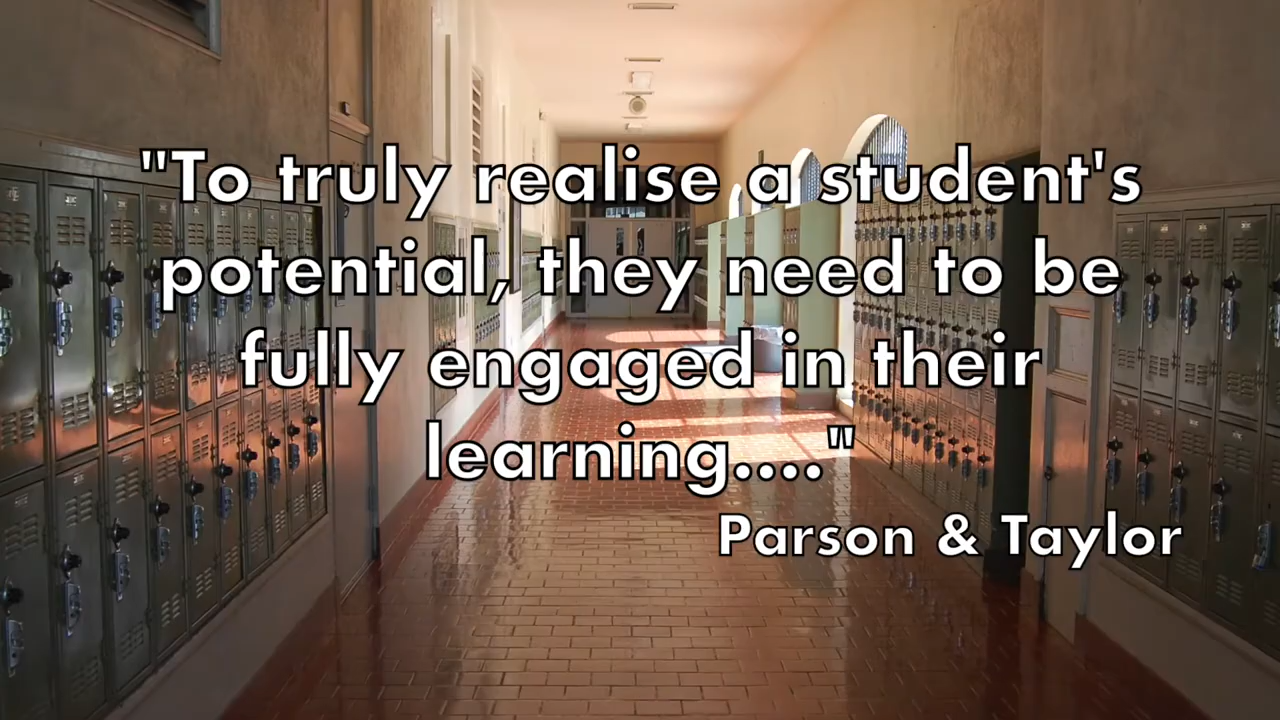 "To truly realise a student's
potential, they need to be
fully engaged in their
learning...."
Parson & Taylor